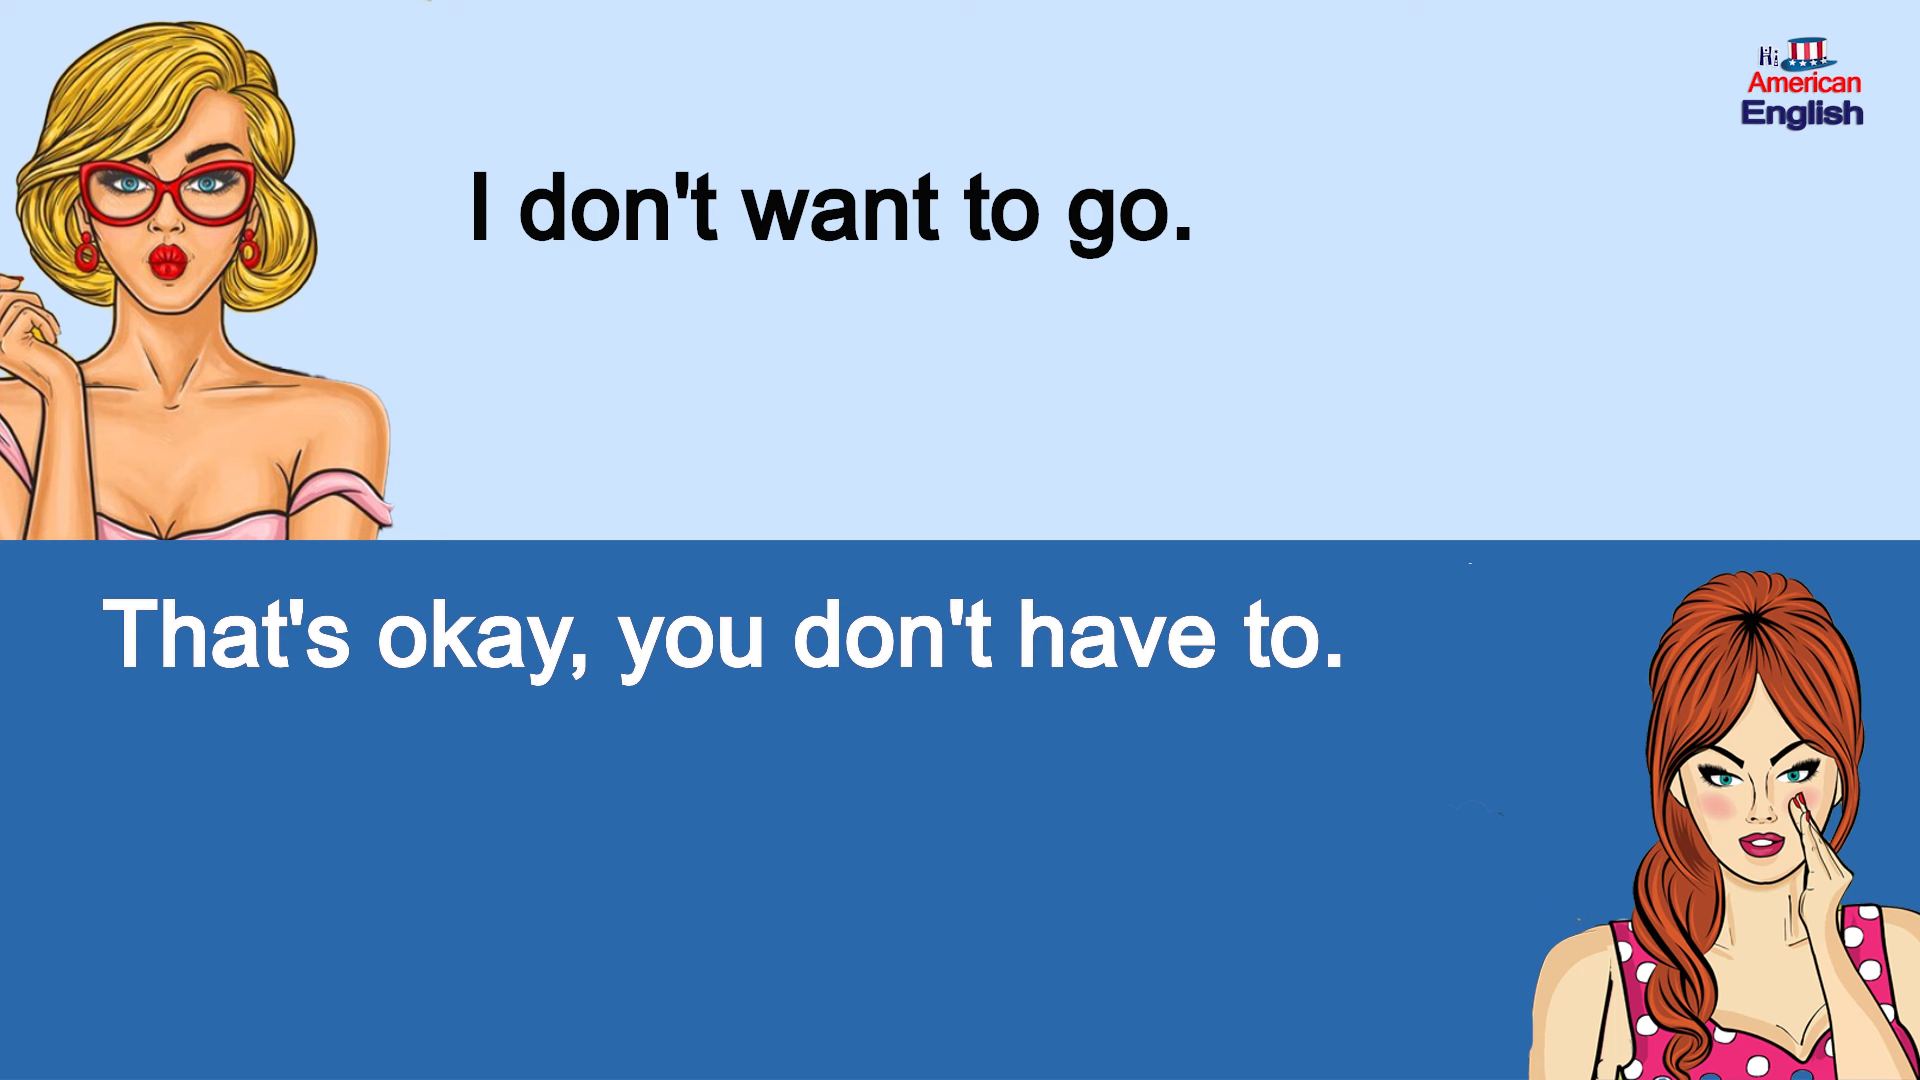 Hi
American
English
I don't want to go.
That's okay, you don't have to.